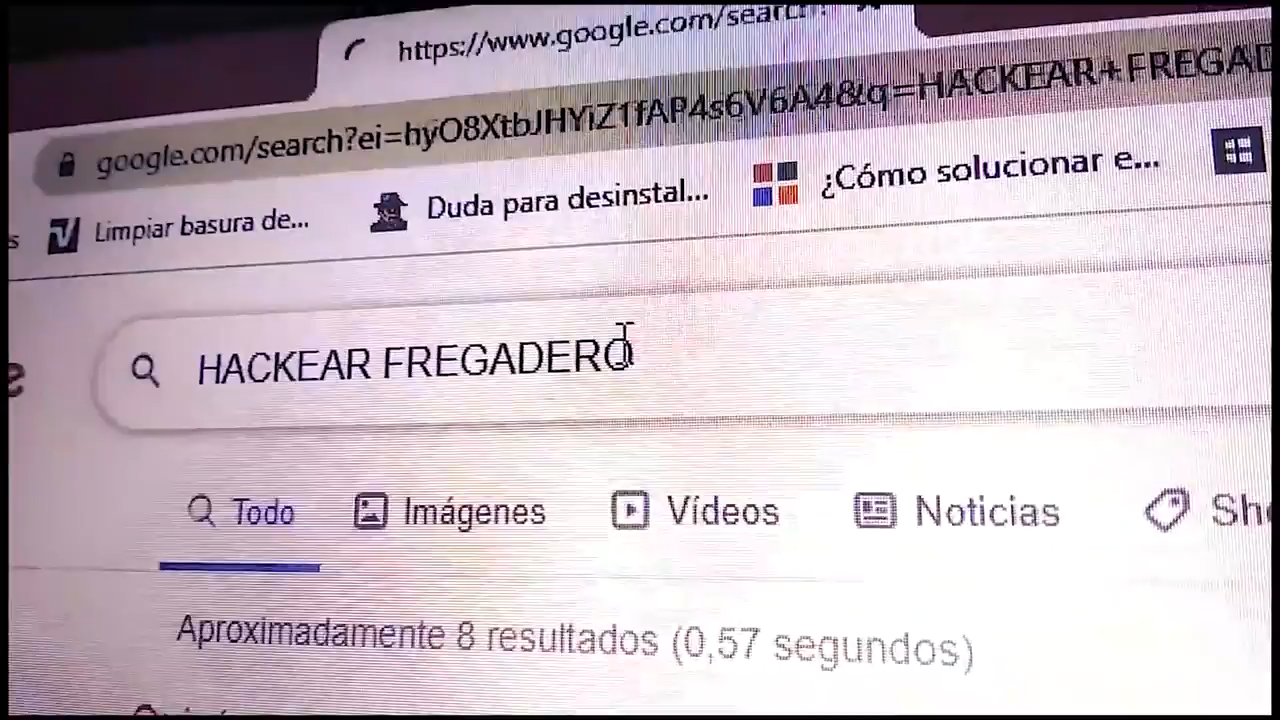 https://www.google.com/search
google.com/search?ei=hyO8XtbJHYiZ1fAP4s6V6A4&q=HACKEAR+FREGAD
Limpiar basura de...
Duda para desinstal...
¿Cómo solucionar e...
HACKEAR FREGADERO
Todo
Imágenes
Vídeos
Noticias
Sh
Aproximadamente 8 resultados (0,57 segundos)